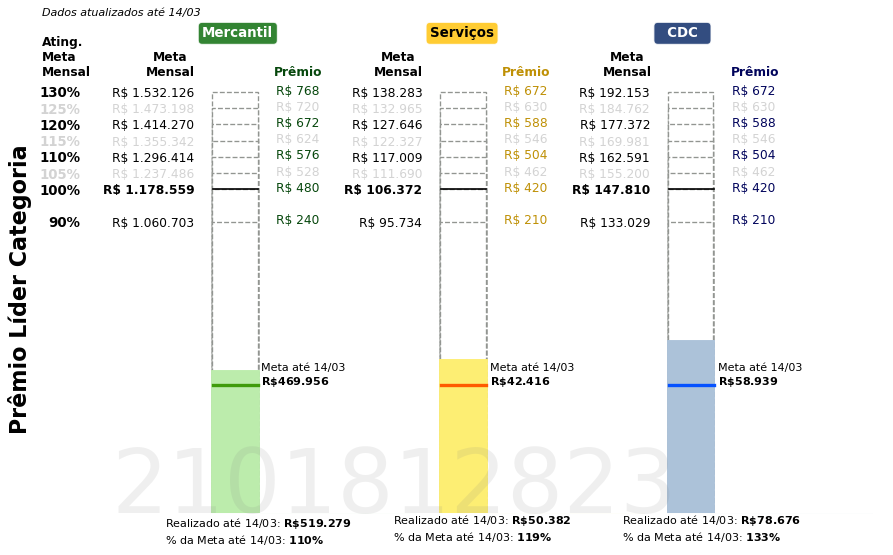 Dados atualizados até 14/03
Mercantil Serviços CDC
Ating. Meta Mensal
Meta Mensal Prêmio Meta Mensal Prêmio Meta Mensal Prêmio
130% R$ 1.532.126 R$ 768 R$ 138.283 R$ 672 R$ 192.153 R$ 672
125% R$ 1.473.198 R$ 720 R$ 132.965 R$ 630 R$ 184.762 R$ 630
120% R$ 1.414.270 R$ 672 R$ 127.646 R$ 588 R$ 177.372 R$ 588
115% R$ 1.355.342 R$ 624 R$ 122.327 R$ 546 R$ 169.981 R$ 546
110% R$ 1.296.414 R$ 576 R$ 117.009 R$ 504 R$ 162.591 R$ 504
105% R$ 1.237.486 R$ 528 R$ 111.690 R$ 462 R$ 155.200 R$ 462
100% R$ 1.178.559 R$ 480 R$ 106.372 R$ 420 R$ 147.810 R$ 420
90% R$ 1.060.703 R$ 240 R$ 95.734 R$ 210 R$ 133.029 R$ 210
Prêmio Líder Categoria
Meta até 14/03 Meta até 14/03 Meta até 14/03
R$469.956 R$42.416 R$58.939
2101812823
Realizado até 14/03: R$519.279 Realizado até 14/03: R$50.382 Realizado até 14/03: R$78.676
% da Meta até 14/03: 110% % da Meta até 14/03: 119% % da Meta até 14/03: 133%